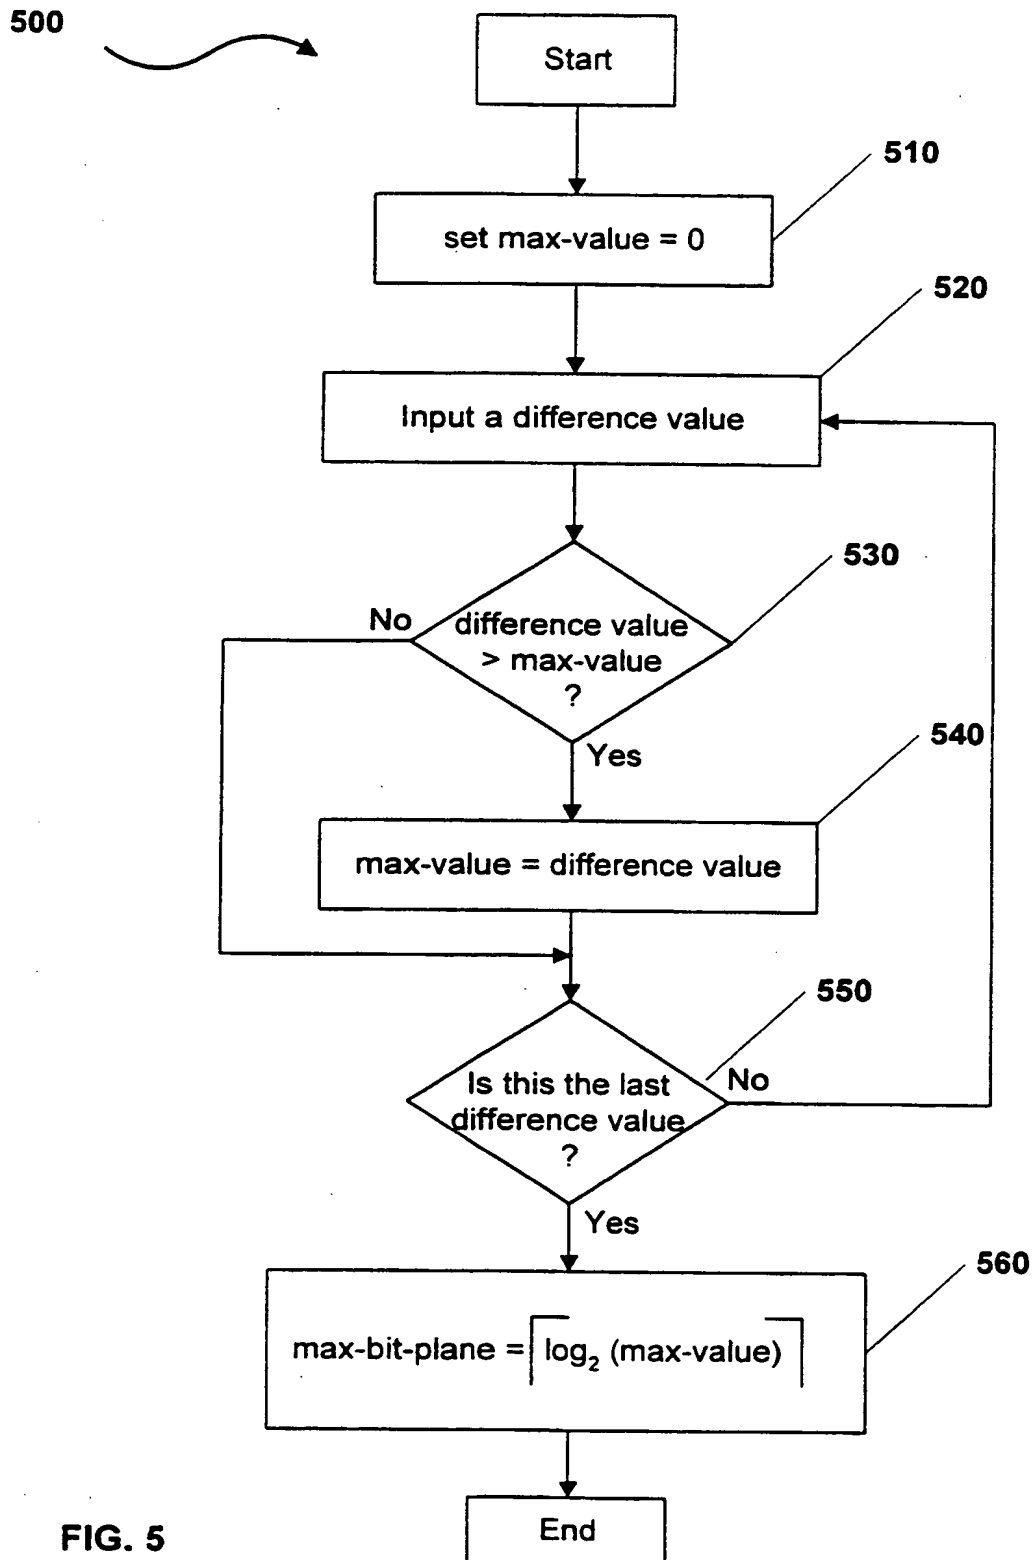 500
Start
510
set max-value = 0
520
Input a difference value
530
No
difference value
> max-value
?
Yes
540
max-value = difference value
550
Is this the last
difference value
?
No
Yes
560
max-bit-plane = ⌈log₂ (max-value)⌉
End
FIG. 5